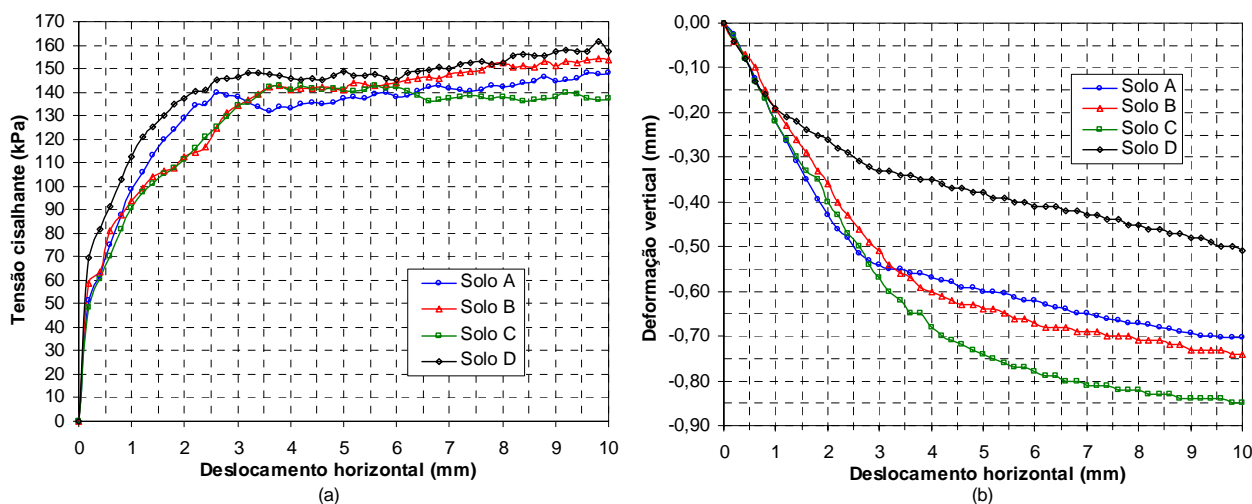 170
160
150
140
130
120
110
100
90
80
70
60
50
40
30
20
10
0
Tensão cisalhante (kPa)
Solo A
Solo B
Solo C
Solo D
0 1 2 3 4 5 6 7 8 9 10
Deslocamento horizontal (mm)
(a)
0,00
-0,10
-0,20
-0,30
-0,40
-0,50
-0,60
-0,70
-0,80
-0,90
Deformação vertical (mm)
Solo A
Solo B
Solo C
Solo D
0 1 2 3 4 5 6 7 8 9 10
Deslocamento horizontal (mm)
(b)